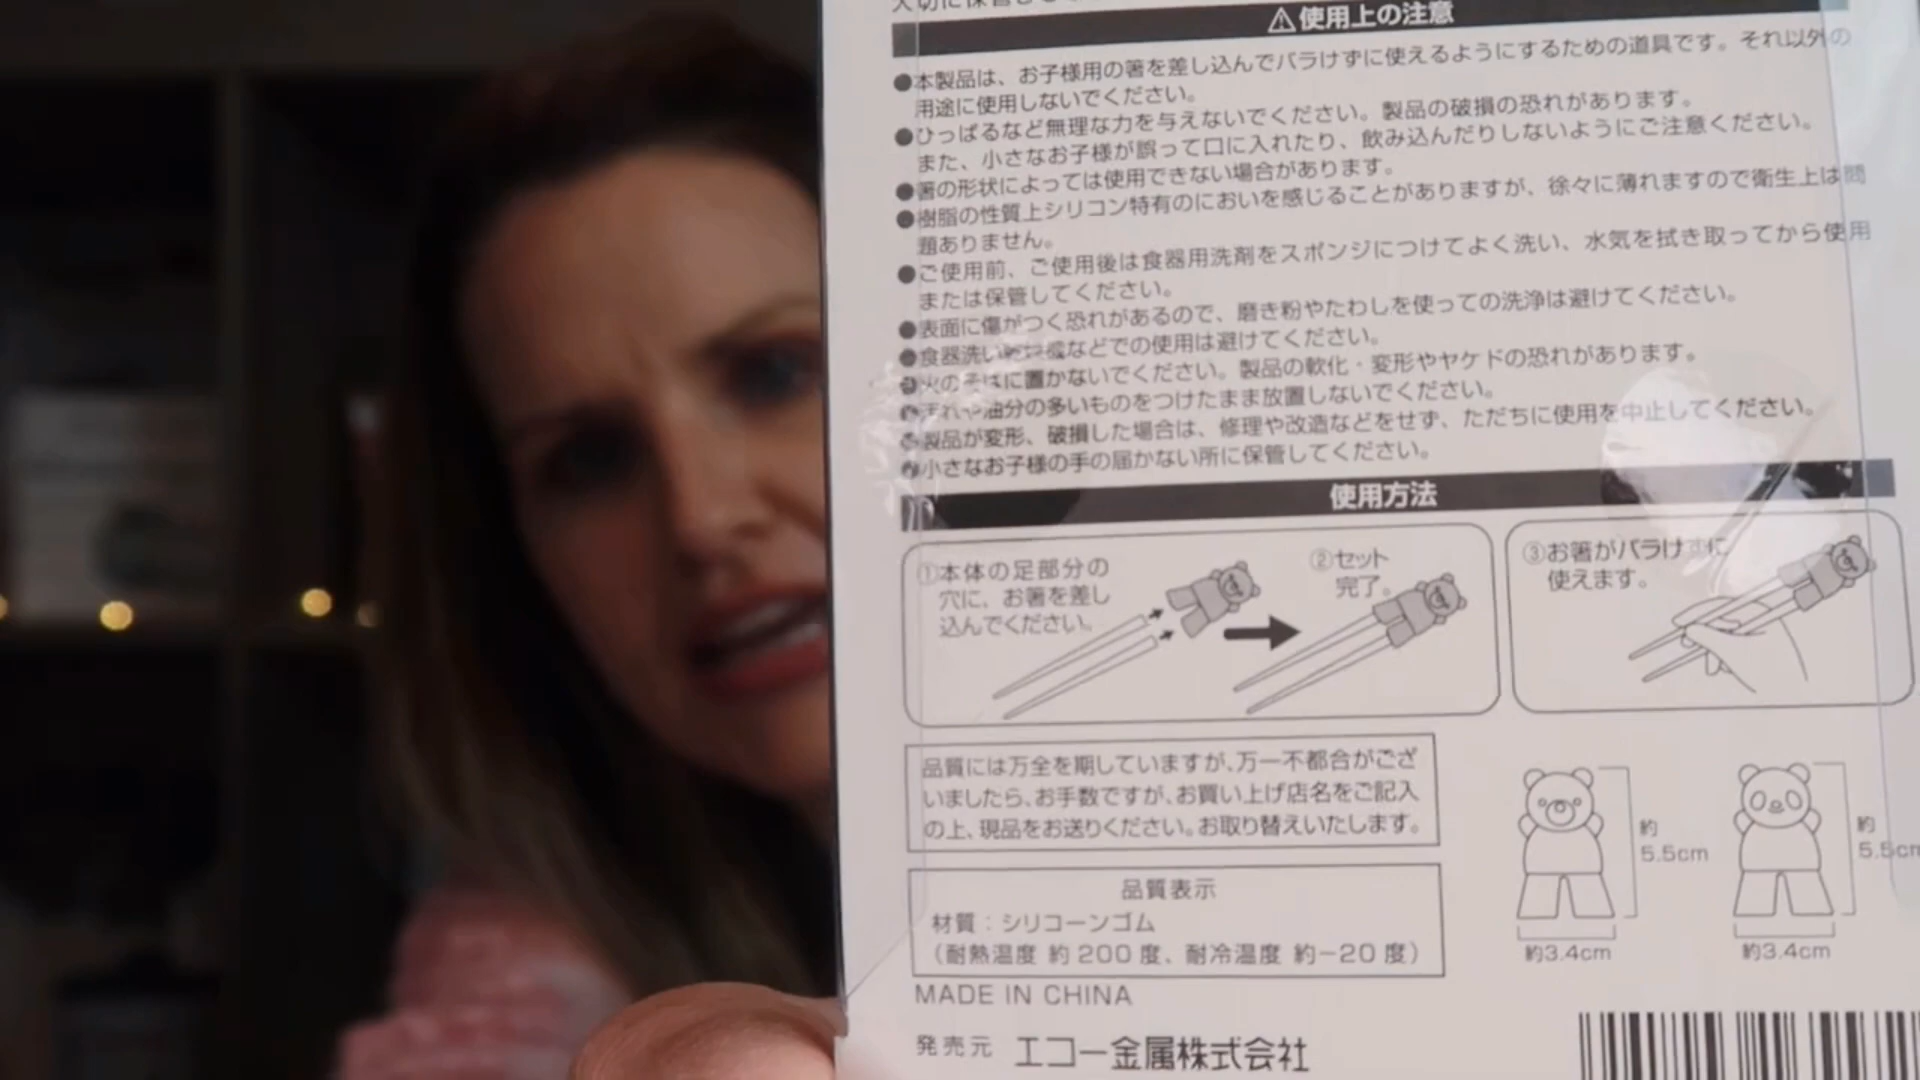 ⚠使用上の注意
●本製品は、お子様用の箸を差し込んでバラけずに使えるようにするための道具です。それ以外の
用途に使用しないでください。
●ひっぱるなど無理な力を与えないでください。製品の破損の恐れがあります。
また、小さなお子様が誤って口に入れたり、飲み込んだりしないようにご注意ください。
●箸の形状によっては使用できない場合があります。
●樹脂の性質上シリコン特有のにおいを感じることがありますが、徐々に薄れますので衛生上は問
題ありません。
●ご使用前、ご使用後は食器用洗剤をスポンジにつけてよく洗い、水気を拭き取ってから使用
または保管してください。
●表面に傷がつく恐れがあるので、磨き粉やたわしを使っての洗浄は避けてください。
●食器洗い乾燥機などでの使用は避けてください。
●火のそばに置かないでください。製品の軟化・変形やヤケドの恐れがあります。
●汚れや油分の多いものをつけたまま放置しないでください。
●製品が変形、破損した場合は、修理や改造などをせず、ただちに使用を中止してください。
●小さなお子様の手の届かない所に保管してください。
使用方法
①本体の足部分の
穴に、お箸を差し
込んでください。
②セット
完了。
③お箸がバラけずに
使えます。
品質には万全を期していますが、万一不都合がござ
いましたら、お手数ですが、お買い上げ店名をご記入
の上、現品をお送りください。お取り替えいたします。
約
5.5cm
約3.4cm
約
5.5cm
約3.4cm
品質表示
材質：シリコーンゴム
（耐熱温度 約200度、耐冷温度 約−20度）
MADE IN CHINA
発売元 エコー金属株式会社